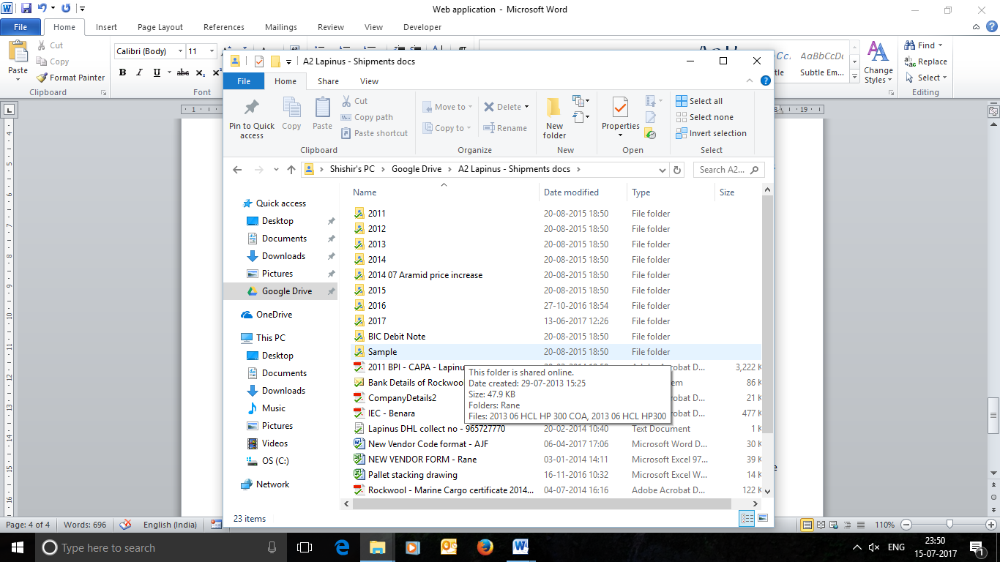 Web application - Microsoft Word
File Home Insert Page Layout References Mailings Review View Developer
Paste
Cut
Copy
Format Painter
Clipboard
Calibri (Body) 11
B I U abc x₂ x²
Font
AaBbCcDc
Subtle Em...
Change Styles
Find
Replace
Select
Editing
A2 Lapinus - Shipments docs
File Home Share View
Pin to Quick access
Copy
Paste
Cut
Copy path
Paste shortcut
Clipboard
Move to
Copy to
Delete
Rename
Organize
New folder
New
Properties
Open
Select all
Select none
Invert selection
Select
Shishir's PC Google Drive A2 Lapinus - Shipments docs
Search A2...
Quick access
Desktop
Documents
Downloads
Pictures
Google Drive
OneDrive
This PC
Desktop
Documents
Downloads
Music
Pictures
Videos
OS (C:)
Network
Name Date modified Type Size
2011 20-08-2015 18:50 File folder
2012 20-08-2015 18:50 File folder
2013 20-08-2015 18:50 File folder
2014 20-08-2015 18:50 File folder
2014 07 Aramid price increase 20-08-2015 18:50 File folder
2015 20-08-2015 18:50 File folder
2016 27-10-2016 18:54 File folder
2017 13-06-2017 12:26 File folder
BIC Debit Note 20-08-2015 18:50 File folder
Sample 20-08-2015 18:50 File folder
2011 BPI - CAPA - Lapinus 3,222 K
Bank Details of Rockwoo 86 K
CompanyDetails2 21 K
IEC - Benara 477 K
This folder is shared online.
Date created: 29-07-2013 15:25
Size: 47.9 KB
Folders: Rane
Files: 2013 06 HCL HP 300 COA, 2013 06 HCL HP300
Lapinus DHL collect no - 965727770 20-02-2014 10:40 Text Document 1 K
New Vendor Code format - AJF 06-04-2017 17:06 Microsoft Word D... 30 K
NEW VENDOR FORM - Rane 03-01-2014 14:11 Microsoft Excel 97... 39 K
Pallet stacking drawing 16-11-2016 10:32 Microsoft Excel W... 14 K
Rockwool - Marine Cargo certificate 2014... 04-07-2014 16:16 Adobe Acrobat D... 122 K
23 items
Page: 4 of 4 Words: 696 English (India) 110%
Type here to search
ENG
23:50
15-07-2017
1